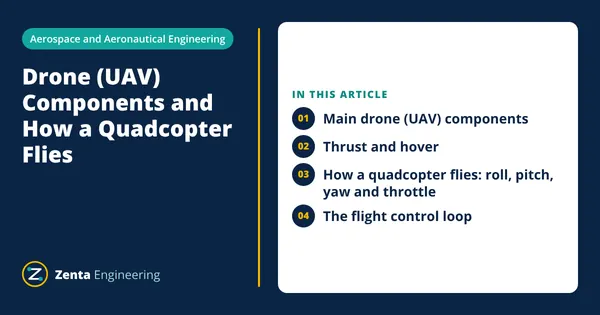 Aerospace and Aeronautical Engineering
Drone (UAV)
Components and
How a Quadcopter
Flies
Zenta Engineering
IN THIS ARTICLE
01 Main drone (UAV) components
02 Thrust and hover
03 How a quadcopter flies: roll, pitch,
yaw and throttle
04 The flight control loop